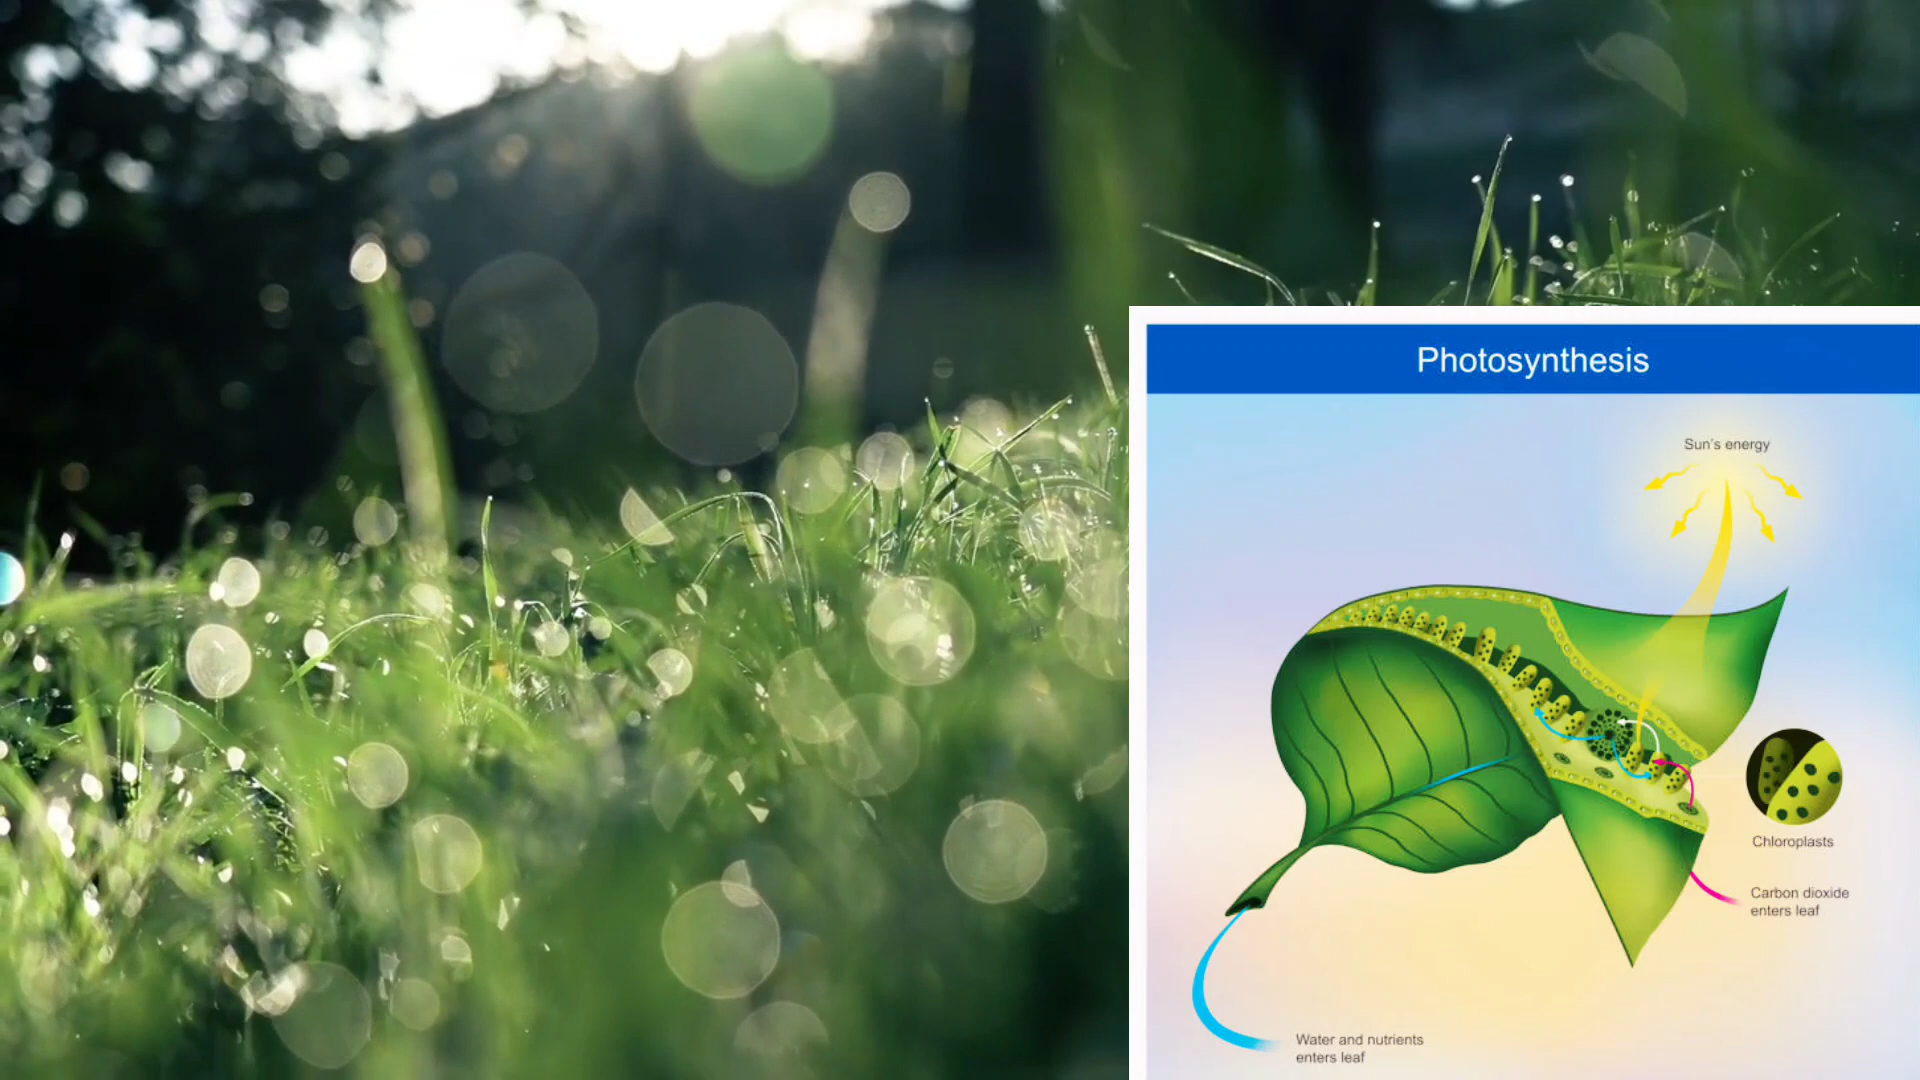 Photosynthesis
Sun's energy
Chloroplasts
Carbon dioxide
enters leaf
Water and nutrients
enters leaf